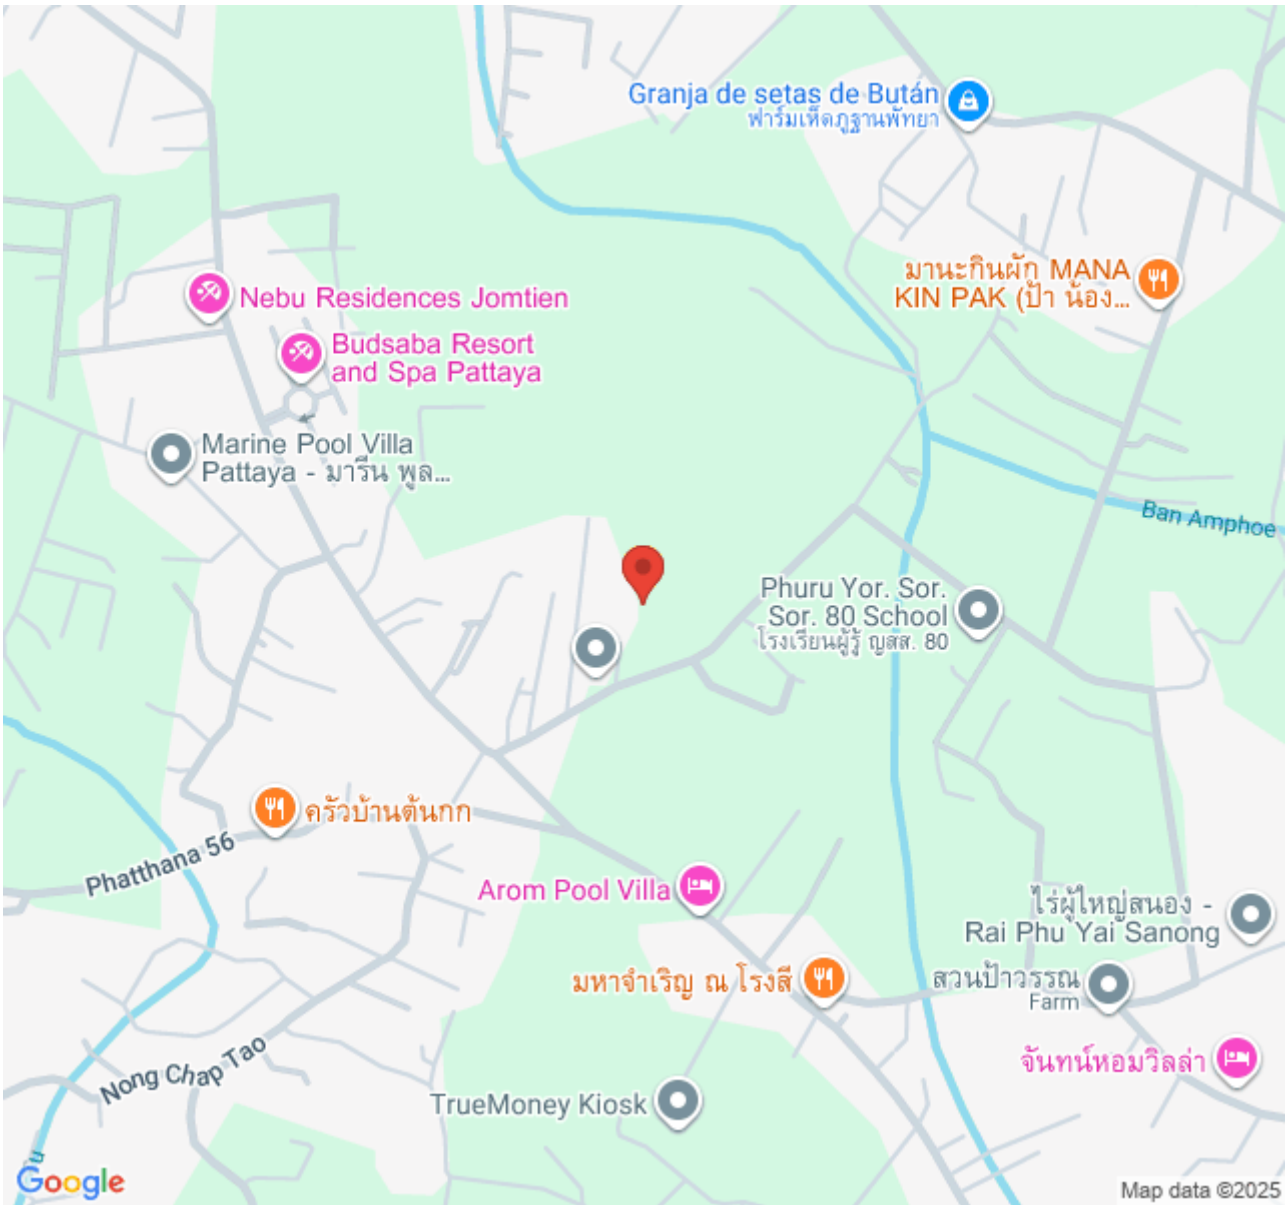 Granja de setas de Bután
ฟาร์มเห็ดภูฐานพัทยา
มานะกินผัก MANA
KIN PAK (ป้า น้อง...
Nebu Residences Jomtien
Budsaba Resort
and Spa Pattaya
Marine Pool Villa
Pattaya - มารีน พูล...
Ban Amphoe
Phuru Yor. Sor.
Sor. 80 School
โรงเรียนผู้รู้ ญสส. 80
ครัวบ้านต้นกก
Phatthana 56
Arom Pool Villa
ไร่ผู้ใหญ่สนอง -
Rai Phu Yai Sanong
มหาจำเริญ ณ โรงสี
สวนป้าวรรณ
Farm
Nong Chap Tao
จันทน์หอมวิลล่า
TrueMoney Kiosk
Google
Map data ©2025